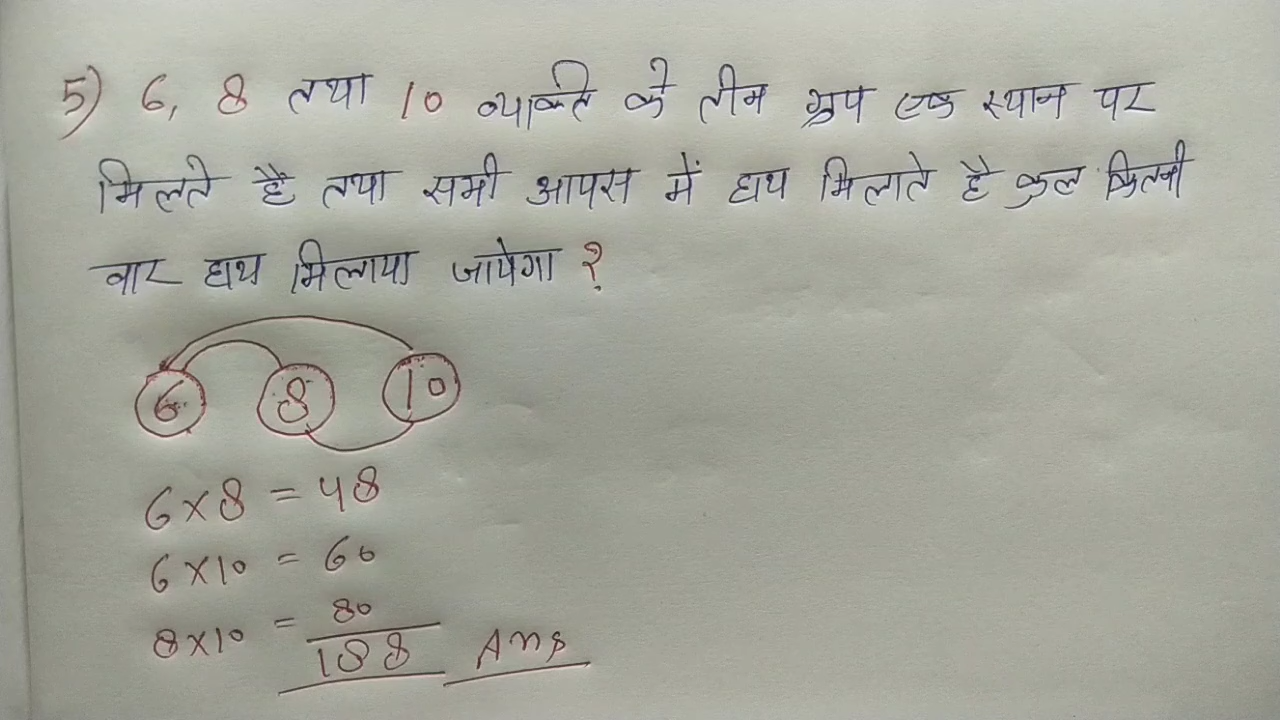 5) 6, 8 तथा 10 व्यक्ति के तीन ग्रुप एक स्थान पर
मिलते है तथा सभी आपस में हाथ मिलाते है कुल कितनी
वार हाथ मिलाया जायेगा ?
6 8 10
6×8 = 48
6×10 = 60
8×10 = 80
188 Ans